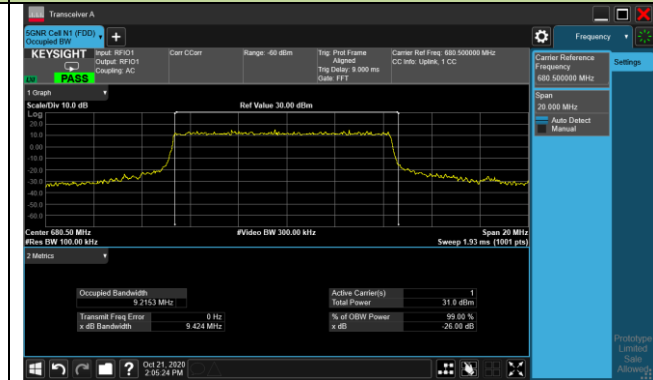 Transceiver A
5GNR Cell N1 (FDD)
Occupied BW
Frequency
KEYSIGHT
LXI
PASS
Input: RFIO1
Output: RFIO1
Coupling: AC
Corr CCorr
Range: -60 dBm
Trig: Prot Frame
Aligned
Trig Delay: 9.000 ms
Gate: FFT
Carrier Ref Freq: 680.500000 MHz
CC Info: Uplink, 1 CC
Carrier Reference
Frequency
680.500000 MHz
Settings
Span
20.000 MHz
Auto Detect
Manual
1 Graph
Scale/Div 10.0 dB
Ref Value 30.00 dBm
Log
20.0
10.0
0.00
-10.0
-20.0
-30.0
-40.0
-50.0
-60.0
Center 680.50 MHz
#Video BW 300.00 kHz
Span 20 MHz
#Res BW 100.00 kHz
Sweep 1.93 ms (1001 pts)
2 Metrics
Occupied Bandwidth
9.2153 MHz
Active Carrier(s) 1
Total Power 31.0 dBm
Transmit Freq Error 0 Hz
x dB Bandwidth 9.424 MHz
% of OBW Power 99.00 %
x dB -26.00 dB
Prototype
Limited
Sale
Allowed
?
Oct 21, 2020
2:05:24 PM